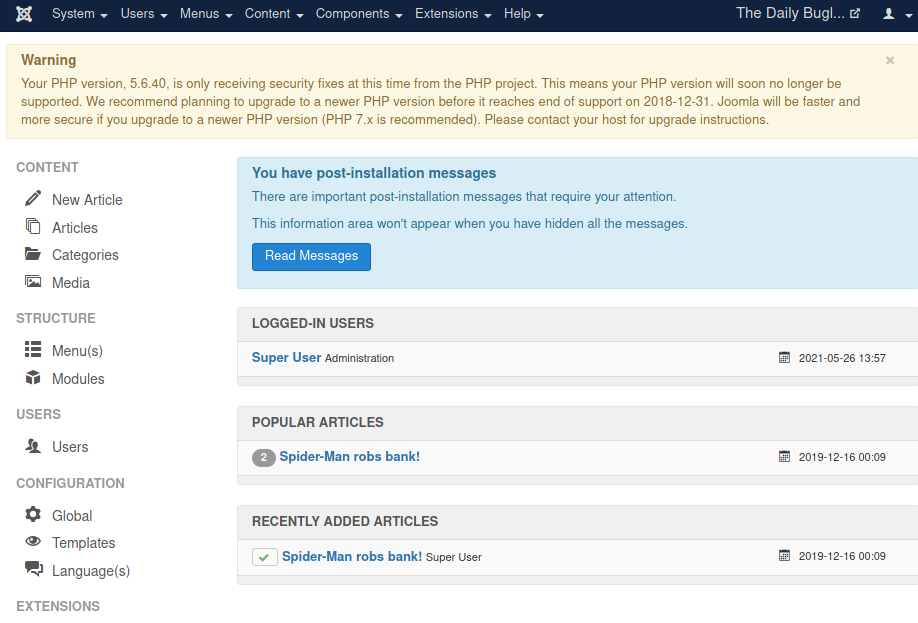 System Users Menus Content Components Extensions Help The Daily Bugl...
Warning
Your PHP version, 5.6.40, is only receiving security fixes at this time from the PHP project. This means your PHP version will soon no longer be
supported. We recommend planning to upgrade to a newer PHP version before it reaches end of support on 2018-12-31. Joomla will be faster and
more secure if you upgrade to a newer PHP version (PHP 7.x is recommended). Please contact your host for upgrade instructions.
×
CONTENT
New Article
Articles
Categories
Media
STRUCTURE
Menu(s)
Modules
USERS
Users
CONFIGURATION
Global
Templates
Language(s)
EXTENSIONS
You have post-installation messages
There are important post-installation messages that require your attention.
This information area won't appear when you have hidden all the messages.
Read Messages
LOGGED-IN USERS
Super User Administration 2021-05-26 13:57
POPULAR ARTICLES
2 Spider-Man robs bank! 2019-12-16 00:09
RECENTLY ADDED ARTICLES
Spider-Man robs bank! Super User 2019-12-16 00:09